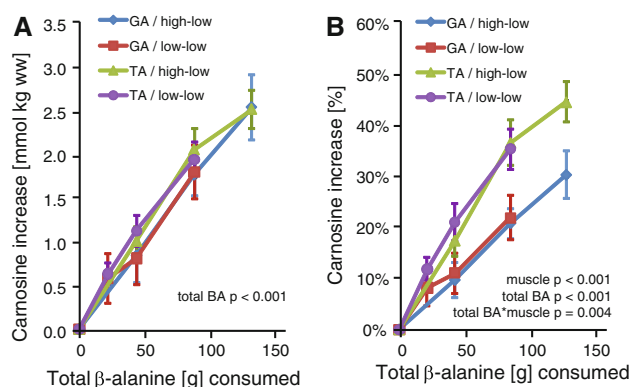 A
GA / high-low
GA / low-low
TA / high-low
TA / low-low
3.5
3.0
2.5
2.0
1.5
1.0
0.5
0.0
Carnosine increase [mmol kg ww]
total BA p < 0.001
0
50
100
150
Total β-alanine [g] consumed
B
GA / high-low
GA / low-low
TA / high-low
TA / low-low
60%
50%
40%
30%
20%
10%
0%
Carnosine increase [%]
muscle p < 0.001
total BA p < 0.001
total BA*muscle p = 0.004
0
50
100
150
Total β-alanine [g] consumed